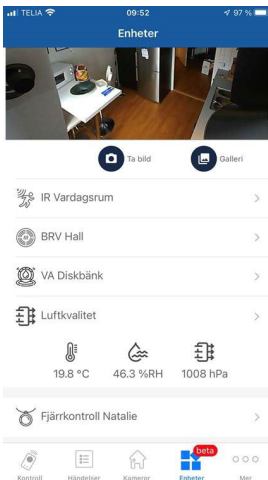 TELIA 09:52 97 %
Enheter
Ta bild Galleri
IR Vardagsrum
BRV Hall
VA Diskbänk
Luftkvalitet
19.8 °C 46.3 %RH 1008 hPa
Fjärrkontroll Natalie
beta
Kontroll Händelser Kameror Enheter Mer